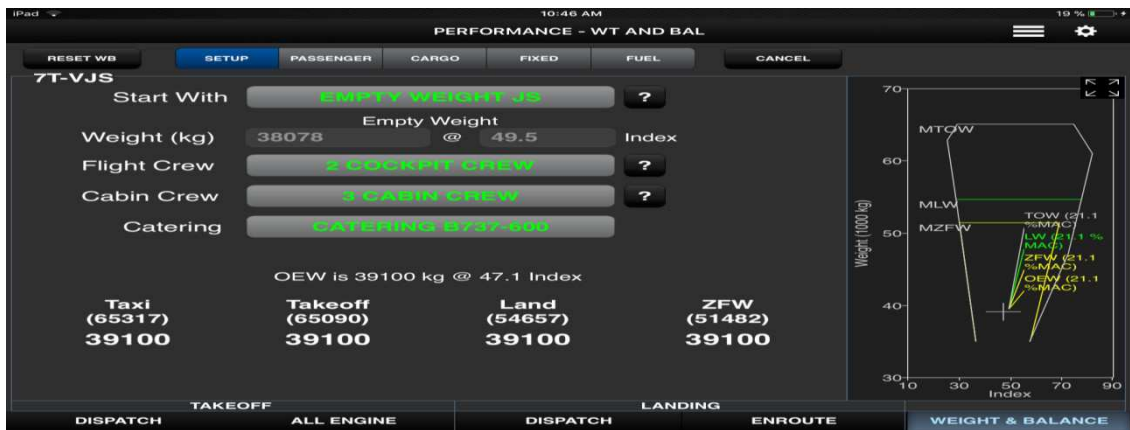 iPad 10:46 AM 19 %
PERFORMANCE - WT AND BAL
RESET WB SETUP PASSENGER CARGO FIXED FUEL CANCEL
7T-VJS
Start With EMPTY WEIGHT JS ?
Empty Weight
Weight (kg) 38078 @ 49.5 Index
Flight Crew 2 COCKPIT CREW ?
Cabin Crew 3 CABIN CREW ?
Catering CATERING B737-600
OEW is 39100 kg @ 47.1 Index
Taxi Takeoff Land ZFW
(65317) (65090) (54657) (51482)
39100 39100 39100 39100
Weight (1000 kg)
70
60
50
40
30
MTOW
MLW
MZFW
TOW (21.1
%MAC)
LW (21.1 %
MAC)
ZFW (21.1
%MAC)
OEW (21.1
%MAC)
10 30 50 70 90
Index
TAKEOFF LANDING
DISPATCH ALL ENGINE DISPATCH ENROUTE WEIGHT & BALANCE